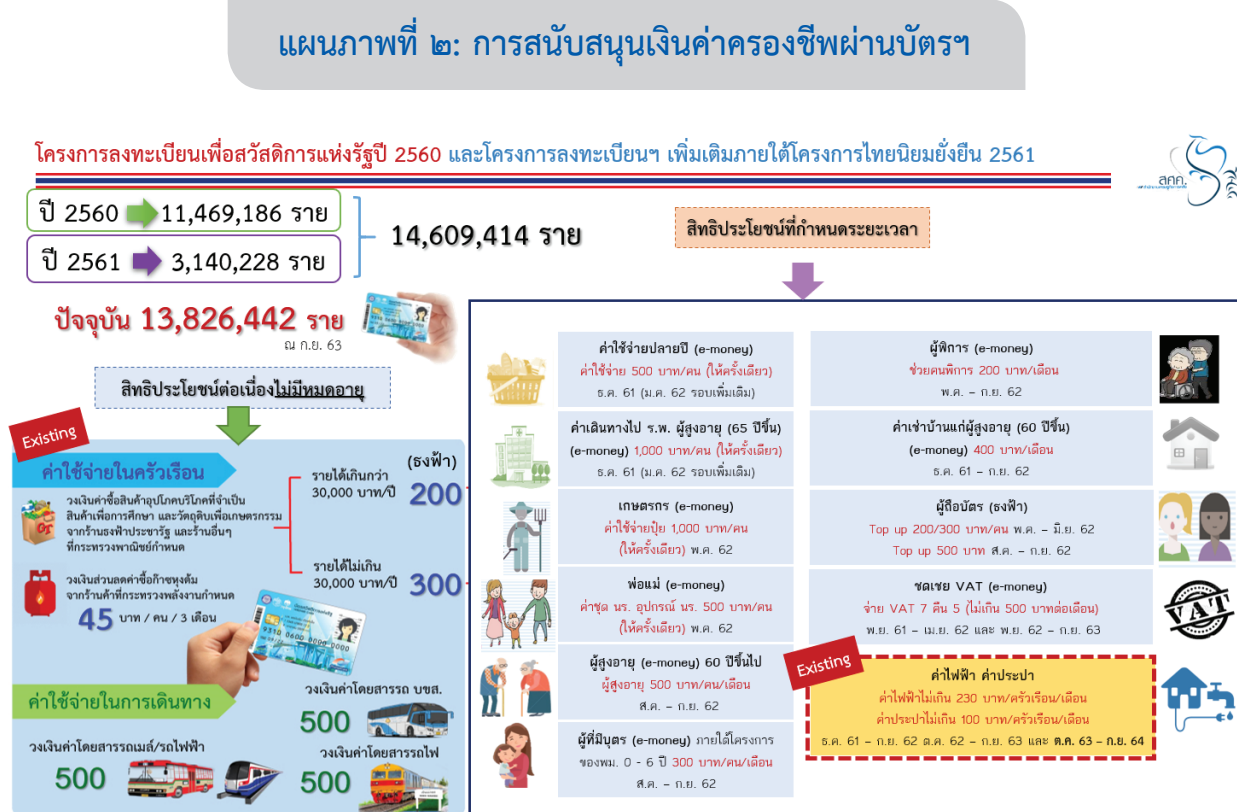 แผนภาพที่ ๒: การสนับสนุนเงินค่าครองชีพผ่านบัตรฯ
โครงการลงทะเบียนเพื่อสวัสดิการแห่งรัฐปี 2560 และโครงการลงทะเบียนฯ เพิ่มเติมภายใต้โครงการไทยนิยมยั่งยืน 2561
สคค.
ปี 2560 11,469,186 ราย
ปี 2561 3,140,228 ราย
14,609,414 ราย
ปัจจุบัน 13,826,442 ราย
ณ ก.ย. 63
สิทธิประโยชน์ต่อเนื่องไม่มีหมดอายุ
Existing
ค่าใช้จ่ายในครัวเรือน
วงเงินค่าซื้อสินค้าอุปโภคบริโภคที่จำเป็น
สินค้าเพื่อการศึกษา และวัตถุดิบเพื่อเกษตรกรรม
จากร้านธงฟ้าประชารัฐ และร้านอื่นๆ
ที่กระทรวงพาณิชย์กำหนด
วงเงินส่วนลดค่าซื้อก๊าซหุงต้ม
จากร้านค้าที่กระทรวงพลังงานกำหนด
45 บาท / คน / 3 เดือน
(ธงฟ้า)
รายได้เกินกว่า
30,000 บาท/ปี
200
รายได้ไม่เกิน
30,000 บาท/ปี
300
ค่าใช้จ่ายในการเดินทาง
วงเงินค่าโดยสารรถ บขส.
500
วงเงินค่าโดยสารรถเมล์/รถไฟฟ้า
500
วงเงินค่าโดยสารรถไฟ
500
สิทธิประโยชน์ที่กำหนดระยะเวลา
ค่าใช้จ่ายปลายปี (e-money)
ค่าใช้จ่าย 500 บาท/คน (ให้ครั้งเดียว)
ธ.ค. 61 (ม.ค. 62 รอบเพิ่มเติม)
ค่าเดินทางไป ร.พ. ผู้สูงอายุ (65 ปีขึ้น)
(e-money) 1,000 บาท/คน (ให้ครั้งเดียว)
ธ.ค. 61 (ม.ค. 62 รอบเพิ่มเติม)
เกษตรกร (e-money)
ค่าใช้จ่ายปุ๋ย 1,000 บาท/คน
(ให้ครั้งเดียว) พ.ค. 62
พ่อแม่ (e-money)
ค่าชุด นร. อุปกรณ์ นร. 500 บาท/คน
(ให้ครั้งเดียว) พ.ค. 62
ผู้สูงอายุ (e-money) 60 ปีขึ้นไป
ผู้สูงอายุ 500 บาท/คน/เดือน
ส.ค. – ก.ย. 62
ผู้ที่มีบุตร (e-money) ภายใต้โครงการ
ของพม. 0 - 6 ปี 300 บาท/คน/เดือน
ส.ค. – ก.ย. 62
ผู้พิการ (e-money)
ช่วยคนพิการ 200 บาท/เดือน
พ.ค. – ก.ย. 62
ค่าเช่าบ้านแก่ผู้สูงอายุ (60 ปีขึ้น)
(e-money) 400 บาท/เดือน
ธ.ค. 61 – ก.ย. 62
ผู้ถือบัตร (ธงฟ้า)
Top up 200/300 บาท/คน พ.ค. – มิ.ย. 62
Top up 500 บาท ส.ค. – ก.ย. 62
ชดเชย VAT (e-money)
จ่าย VAT 7 คืน 5 (ไม่เกิน 500 บาทต่อเดือน)
พ.ย. 61 – เม.ย. 62 และ พ.ย. 62 – ก.ย. 63
VAT
Existing
ค่าไฟฟ้า ค่าประปา
ค่าไฟฟ้าไม่เกิน 230 บาท/ครัวเรือน/เดือน
ค่าประปาไม่เกิน 100 บาท/ครัวเรือน/เดือน
ธ.ค. 61 – ก.ย. 62 ต.ค. 62 – ก.ย. 63 และ ต.ค. 63 – ก.ย. 64